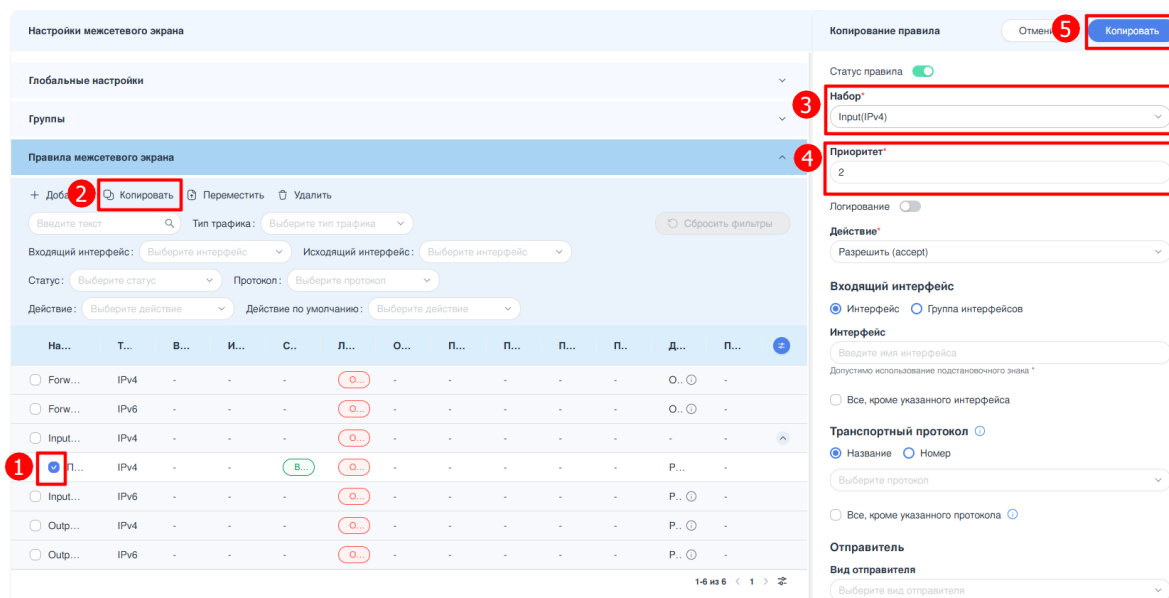 Настройки межсетевого экрана
Глобальные настройки
Группы
Правила межсетевого экрана
2 Копировать Переместить Удалить
Введите текст Тип трафика: Выберите тип трафика Сбросить фильтры
Входящий интерфейс: Выберите интерфейс Исходящий интерфейс: Выберите интерфейс
Статус: Выберите статус Протокол: Выберите протокол
Действие: Выберите действие Действие по умолчанию: Выберите действие
На... Т... В... И... С... Л... О... П... П... П... П.. Д... П...
Forw... IPv4 - - - О... - - - - - О.. -
Forw... IPv6 - - - О... - - - - - О.. -
Input... IPv4 - - - О... - - - - - - -
1 П... IPv4 - - В... О... - - - - - Р... -
Input... IPv6 - - - О... - - - - - Р.. -
Outp... IPv4 - - - О... - - - - - Р.. -
Outp... IPv6 - - - О... - - - - - Р.. -
1-6 из 6 < 1 >
Копирование правила 5 Копировать
Статус правила
3 Набор*
Input(IPv4)
4 Приоритет*
2
Логирование
Действие*
Разрешить (accept)
Входящий интерфейс
Интерфейс Группа интерфейсов
Интерфейс
Введите имя интерфейса
Допустимо использование подстановочного знака *
Все, кроме указанного интерфейса
Транспортный протокол
Название Номер
Выберите протокол
Все, кроме указанного протокола
Отправитель
Вид отправителя
Выберите вид отправителя